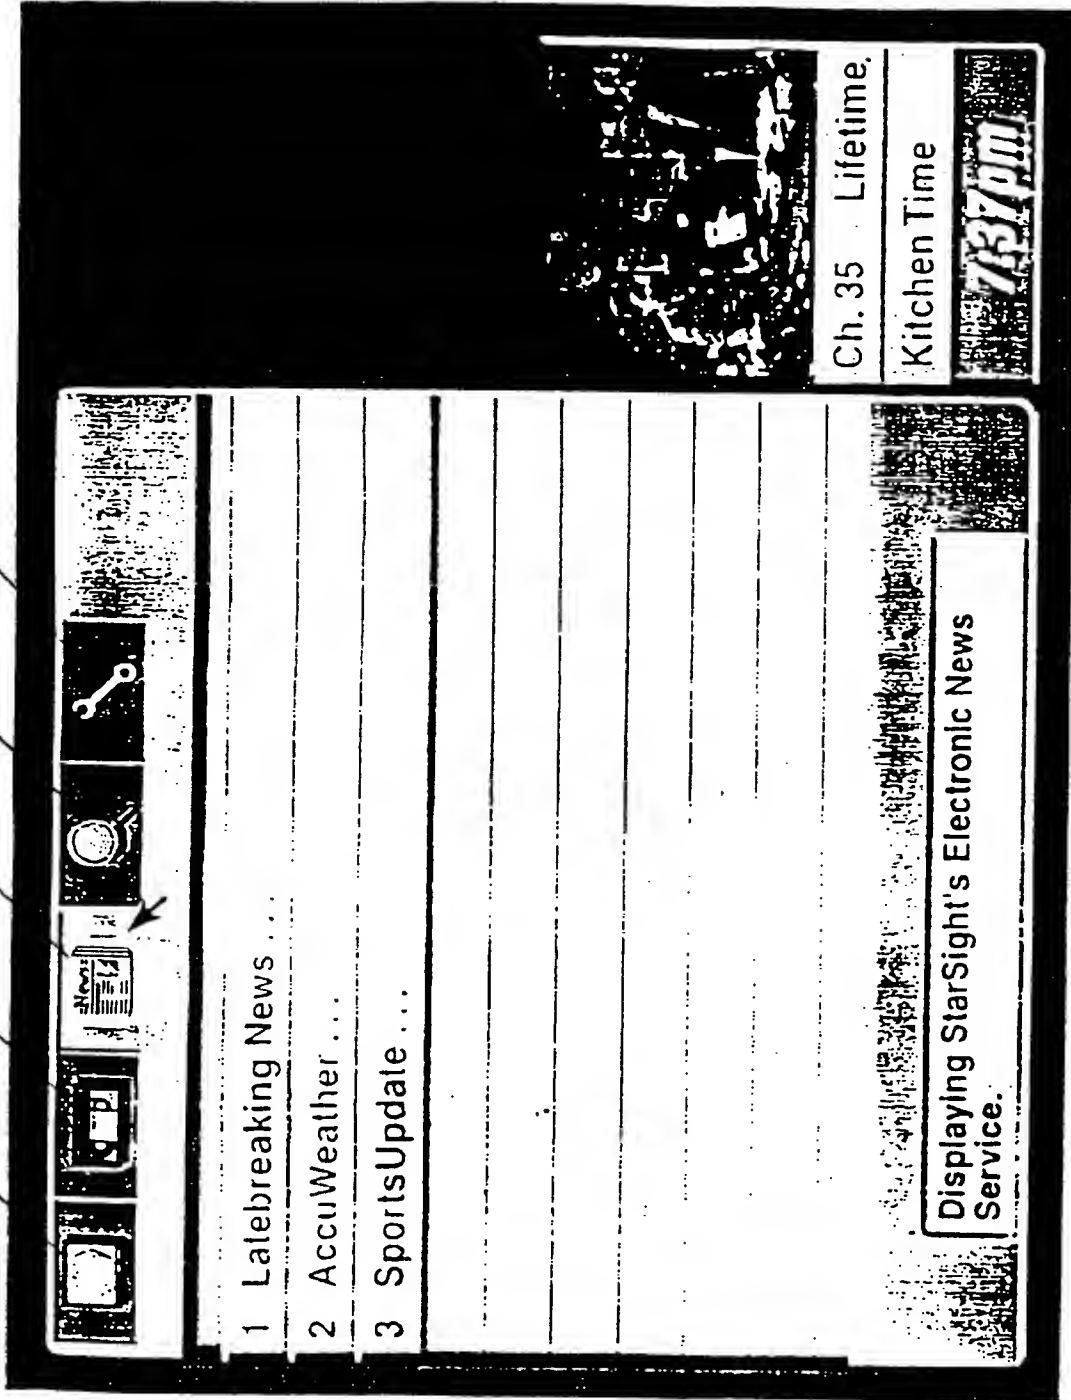 News
1 Latebreaking News...
2 AccuWeather...
3 SportsUpdate...
Displaying StarSight's Electronic News
Service.
Ch. 35 Lifetime
Kitchen Time
7:37pm